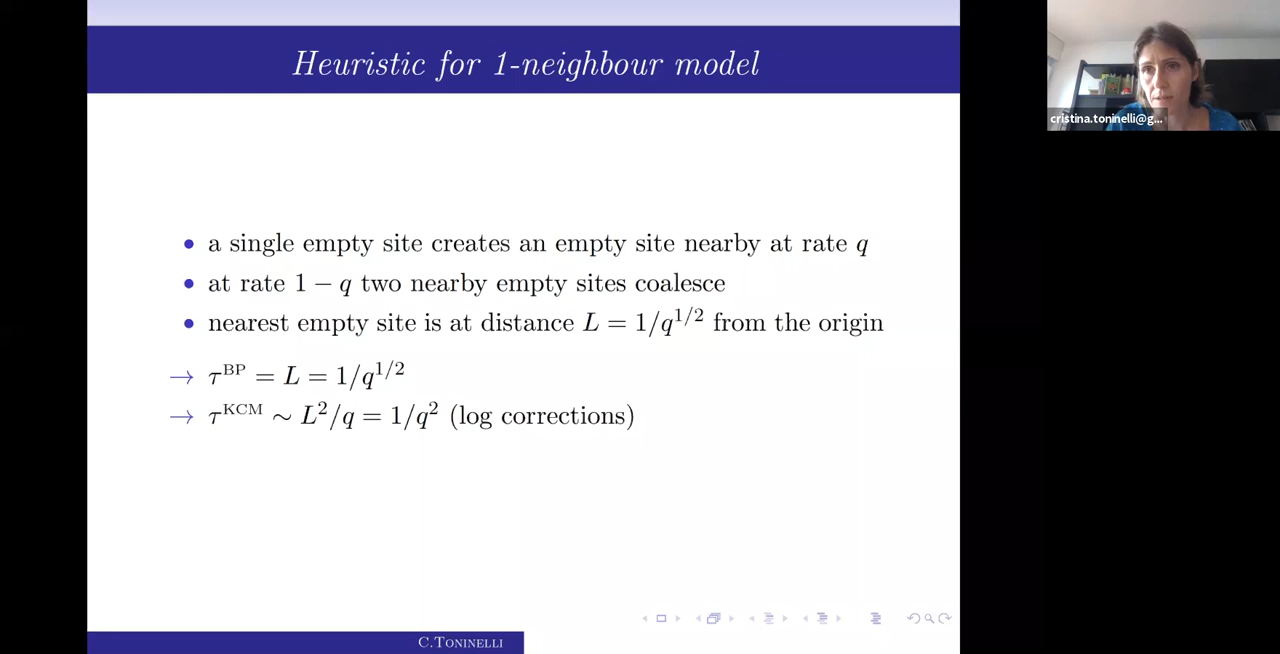 Heuristic for 1-neighbour model
cristina.toninelli@g...
• a single empty site creates an empty site nearby at rate q
• at rate 1 − q two nearby empty sites coalesce
• nearest empty site is at distance L = 1/q^{1/2} from the origin
→ τ^{BP} = L = 1/q^{1/2}
→ τ^{KCM} ∼ L^2/q = 1/q^2 (log corrections)
C.Toninelli